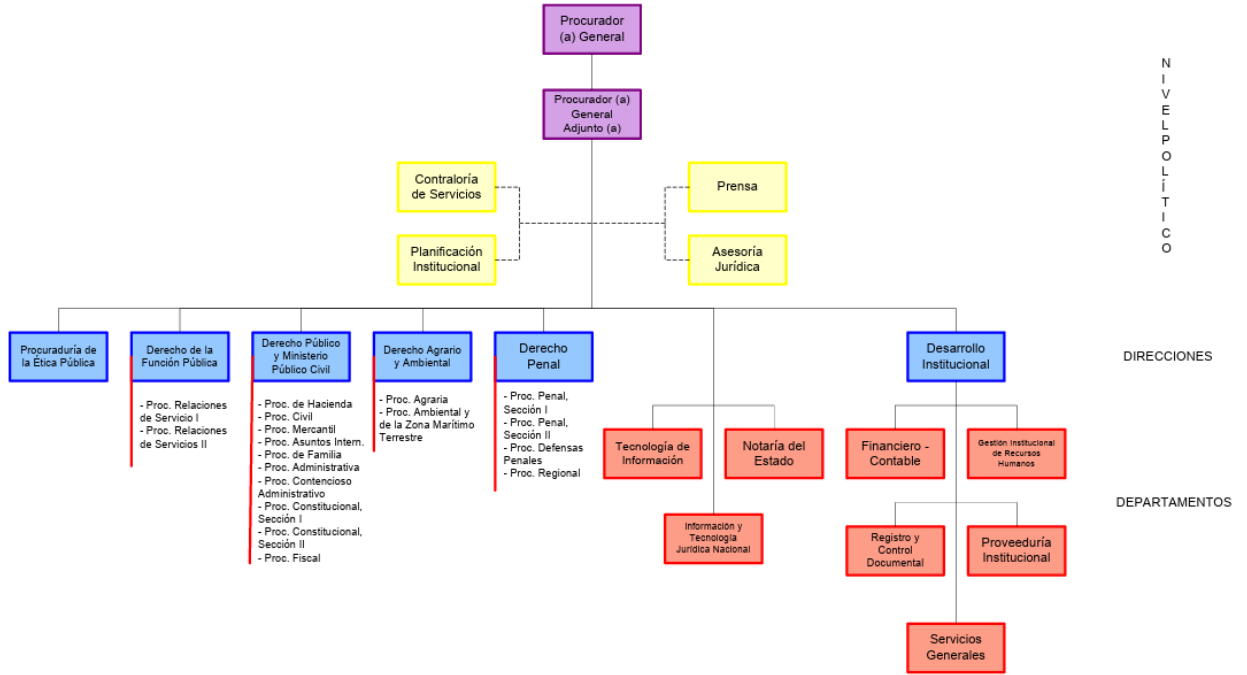 Procurador
(a) General
Procurador (a)
General
Adjunto (a)
NIVELPOLÍTICO
Contraloría
de Servicios
Prensa
Planificación
Institucional
Asesoría
Jurídica
Procuraduría de
la Ética Pública
Derecho de la
Función Pública
Derecho Público
y Ministerio
Público Civil
Derecho Agrario
y Ambiental
Derecho
Penal
Desarrollo
Institucional
DIRECCIONES
- Proc. Relaciones
de Servicio I
- Proc. Relaciones
de Servicios II
- Proc. de Hacienda
- Proc. Civil
- Proc. Mercantil
- Proc. Asuntos Intern.
- Proc. de Familia
- Proc. Administrativa
- Proc. Contencioso
Administrativo
- Proc. Constitucional,
Sección I
- Proc. Constitucional,
Sección II
- Proc. Fiscal
- Proc. Agraria
- Proc. Ambiental y
de la Zona Marítimo
Terrestre
- Proc. Penal,
Sección I
- Proc. Penal,
Sección II
- Proc. Defensas
Penales
- Proc. Regional
Tecnología de
Información
Notaría del
Estado
Financiero -
Contable
Gestión Institucional
de Recursos
Humanos
DEPARTAMENTOS
Información y
Tecnología
Jurídica Nacional
Registro y
Control
Documental
Proveeduría
Institucional
Servicios
Generales